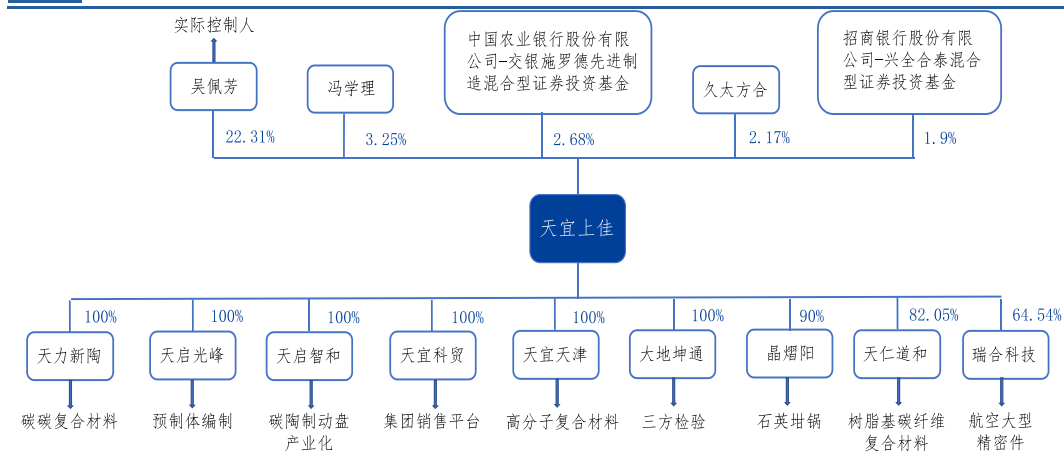 实际控制人
吴佩芳
冯学理
中国农业银行股份有限
公司-交银施罗德先进制
造混合型证券投资基金
久太方合
招商银行股份有限
公司-兴全合泰混合
型证券投资基金
22.31%
3.25%
2.68%
2.17%
1.9%
天宜上佳
100%
100%
100%
100%
100%
100%
90%
82.05%
64.54%
天力新陶
天启光峰
天启智和
天宜科贸
天宜天津
大地坤通
晶熠阳
天仁道和
瑞合科技
碳碳复合材料
预制体编制
碳陶制动盘
产业化
集团销售平台
高分子复合材料
三方检验
石英坩锅
树脂基碳纤维
复合材料
航空大型
精密件